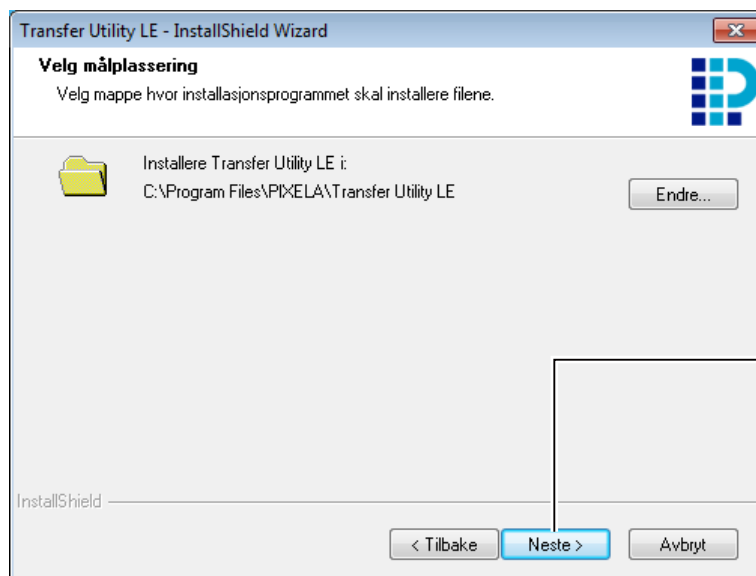 Transfer Utility LE - InstallShield Wizard
Velg målplassering
Velg mappe hvor installasjonsprogrammet skal installere filene.
Installere Transfer Utility LE i:
C:\Program Files\PIXELA\Transfer Utility LE
Endre...
InstallShield
< Tilbake
Neste >
Avbryt